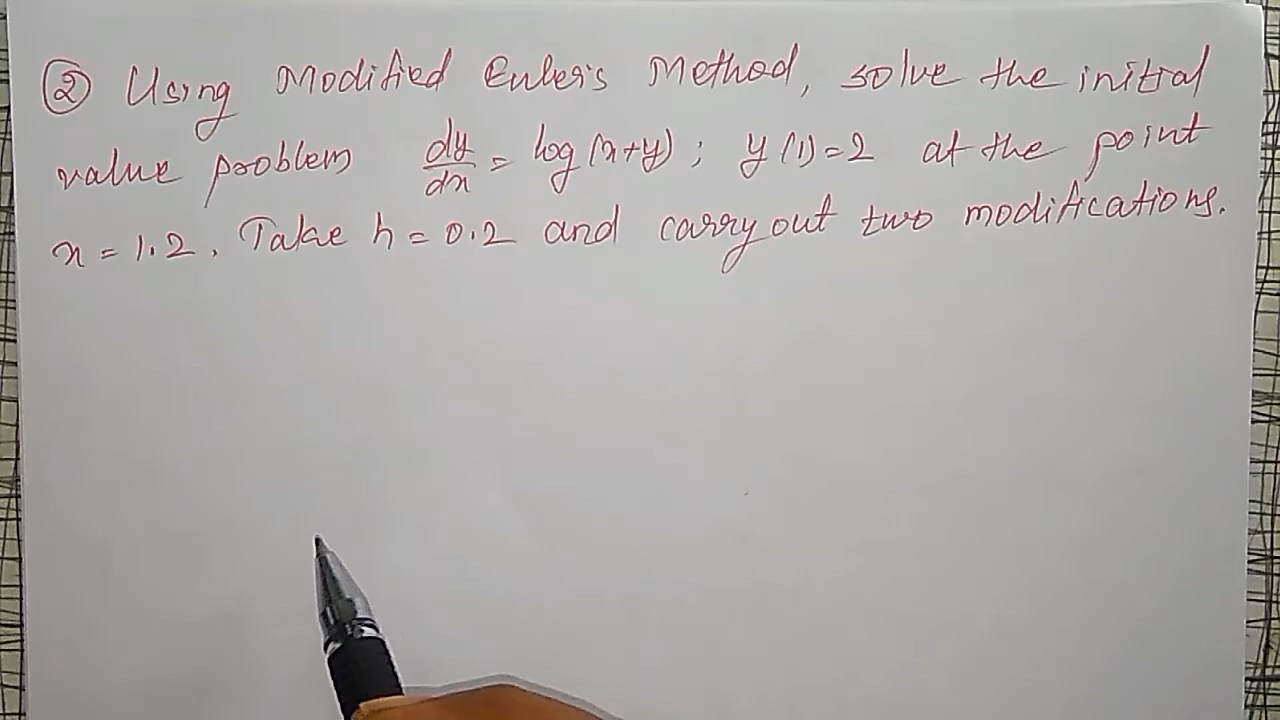 ② Using Modified Euler's Method, solve the initial
value problem dy/dx = log(x+y); y(1)=2 at the point
x = 1.2. Take h = 0.2 and carry out two modifications.